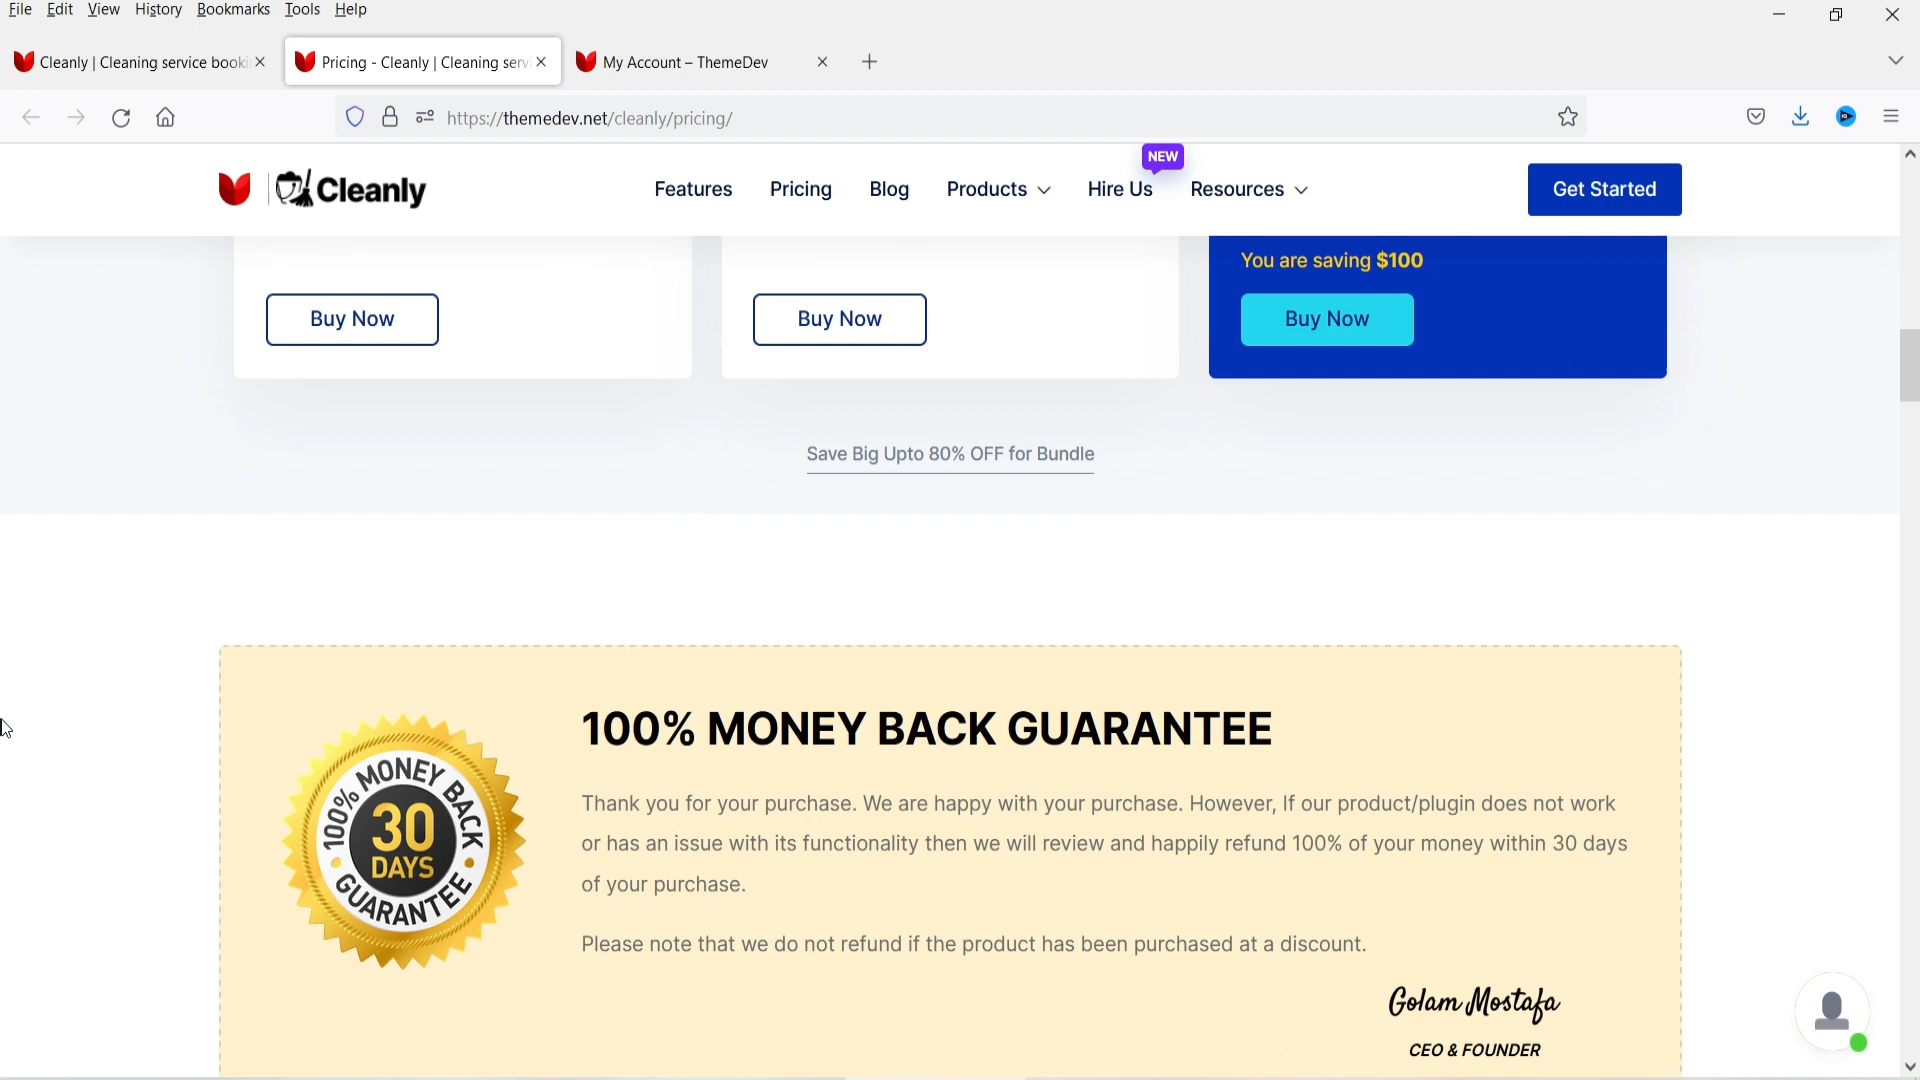 File Edit View History Bookmarks Tools Help
Cleanly | Cleaning service booki
Pricing - Cleanly | Cleaning servi
My Account – ThemeDev
https://themedev.net/cleanly/pricing/
NEW
Cleanly
Features
Pricing
Blog
Products
Hire Us
Resources
Get Started
You are saving $100
Buy Now
Buy Now
Buy Now
Save Big Upto 80% OFF for Bundle
100% MONEY BACK
30
DAYS
GUARANTEE
100% MONEY BACK GUARANTEE
Thank you for your purchase. We are happy with your purchase. However, If our product/plugin does not work
or has an issue with its functionality then we will review and happily refund 100% of your money within 30 days
of your purchase.
Please note that we do not refund if the product has been purchased at a discount.
Golam Mostafa
CEO & FOUNDER